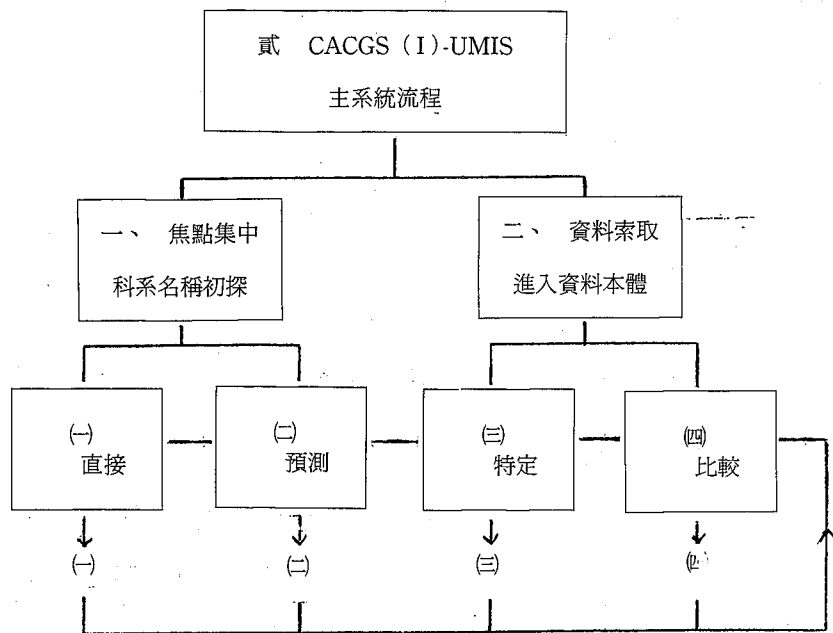 貳 CACGS（I）-UMIS
主系統流程
一、 焦點集中
科系名稱初探
二、 資料索取
進入資料本體
㈠
直接
㈡
預測
㈢
特定
㈣
比較
㈠
㈡
㈢
㈣